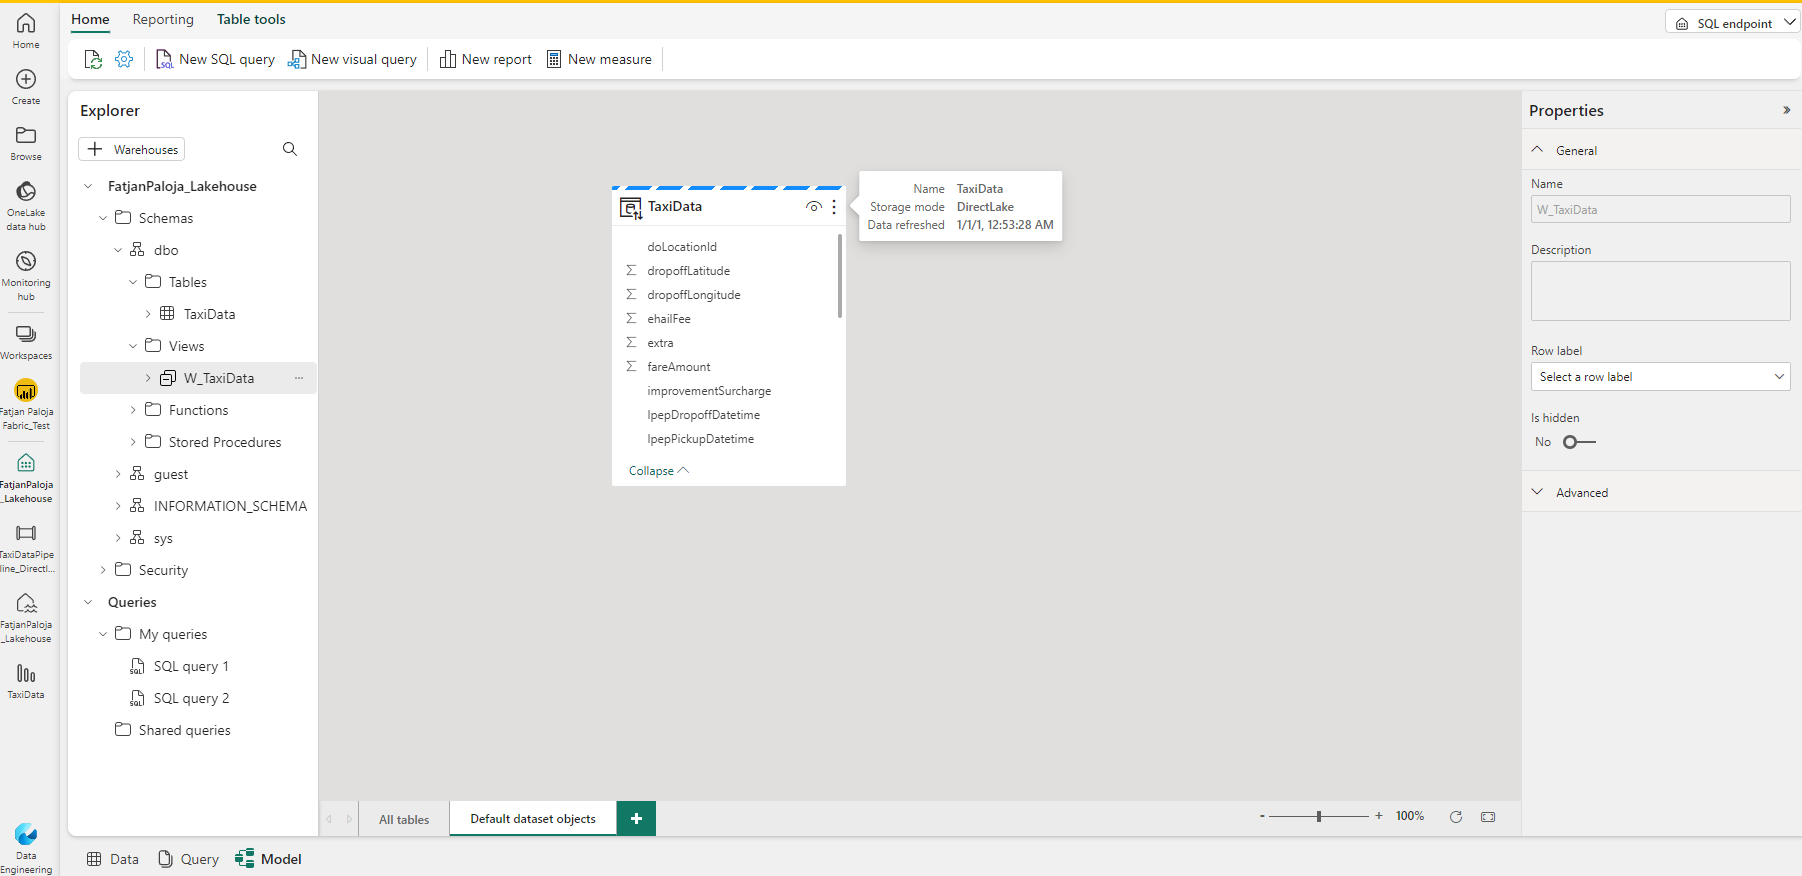 Home
Reporting
Table tools
SQL endpoint
New SQL query
New visual query
New report
New measure
Home
Create
Browse
OneLake
data hub
Monitoring
hub
Workspaces
Fatjan Paloja
Fabric_Test
FatjanPaloja
_Lakehouse
TaxiDataPipe
line_Directl...
FatjanPaloja
_Lakehouse
TaxiData
Data
Engineering
Explorer
+ Warehouses
FatjanPaloja_Lakehouse
Schemas
dbo
Tables
TaxiData
Views
W_TaxiData ...
Functions
Stored Procedures
guest
INFORMATION_SCHEMA
sys
Security
Queries
My queries
SQL query 1
SQL query 2
Shared queries
TaxiData
doLocationId
Σ dropoffLatitude
Σ dropoffLongitude
Σ ehailFee
Σ extra
Σ fareAmount
improvementSurcharge
lpepDropoffDatetime
lpepPickupDatetime
Collapse
Name TaxiData
Storage mode DirectLake
Data refreshed 1/1/1, 12:53:28 AM
All tables
Default dataset objects
+
- + 100%
Properties
General
Name
W_TaxiData
Description
Row label
Select a row label
Is hidden
No
Advanced
Data
Query
Model